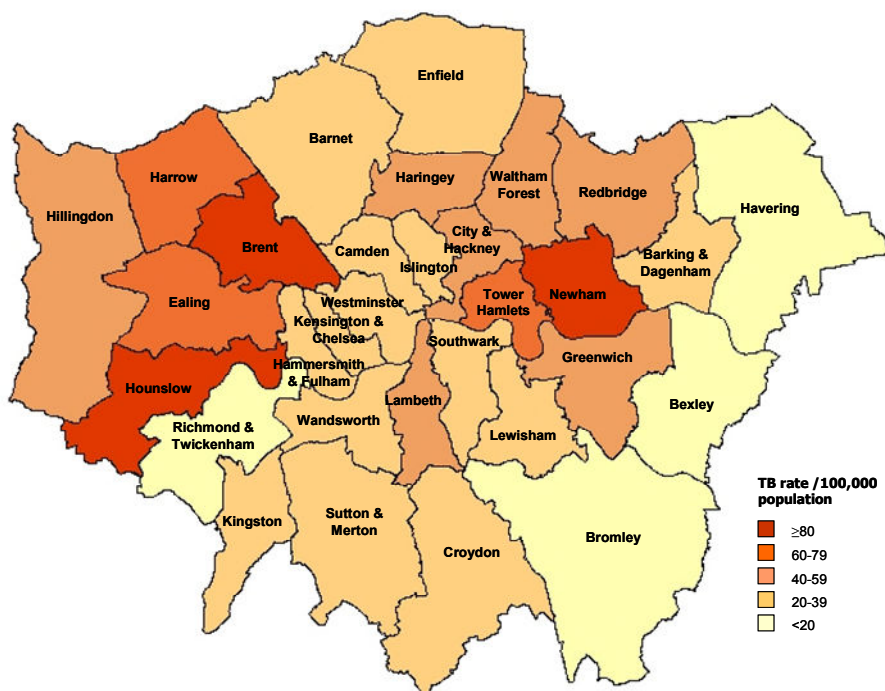 Enfield
Barnet
Harrow
Haringey
Waltham
Forest
Redbridge
Hillingdon
Havering
Brent
Camden
Islington
City &
Hackney
Barking &
Dagenham
Ealing
Westminster
Tower
Hamlets
Newham
Kensington &
Chelsea
Southwark
Greenwich
Hammersmith
& Fulham
Hounslow
Lambeth
Bexley
Richmond &
Twickenham
Wandsworth
Lewisham
Kingston
Sutton &
Merton
Croydon
Bromley
TB rate /100,000
population
≥80
60-79
40-59
20-39
<20